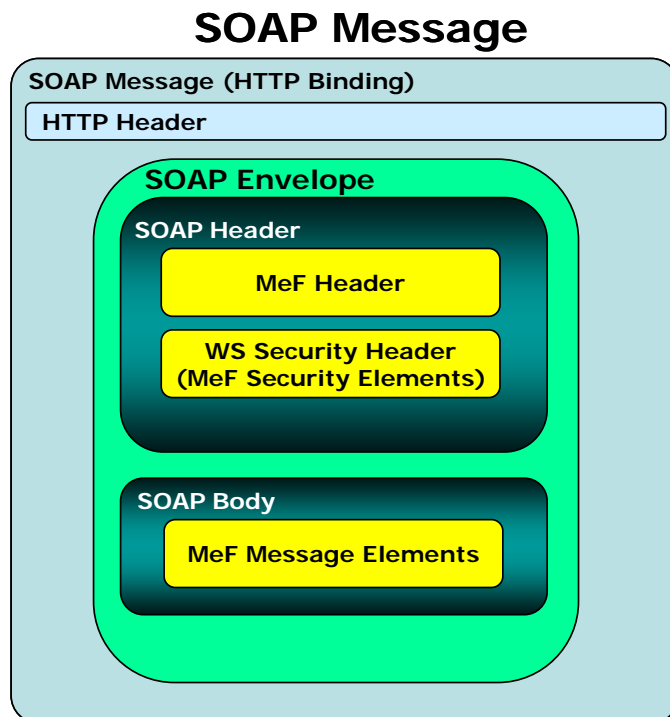 SOAP Message
SOAP Message (HTTP Binding)
HTTP Header
SOAP Envelope
SOAP Header
MeF Header
WS Security Header
(MeF Security Elements)
SOAP Body
MeF Message Elements